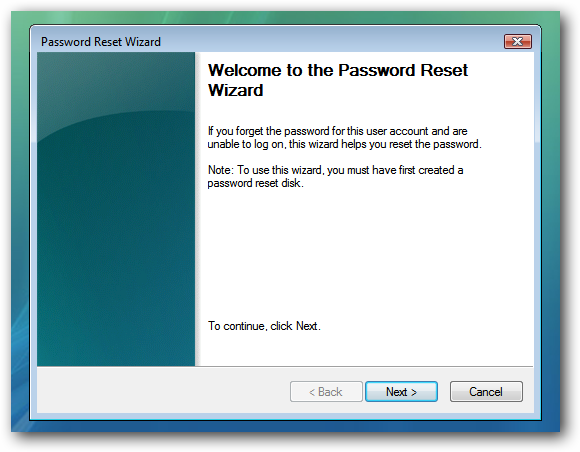 Password Reset Wizard
Welcome to the Password Reset
Wizard
If you forget the password for this user account and are
unable to log on, this wizard helps you reset the password.
Note: To use this wizard, you must have first created a
password reset disk.
To continue, click Next.
< Back
Next >
Cancel